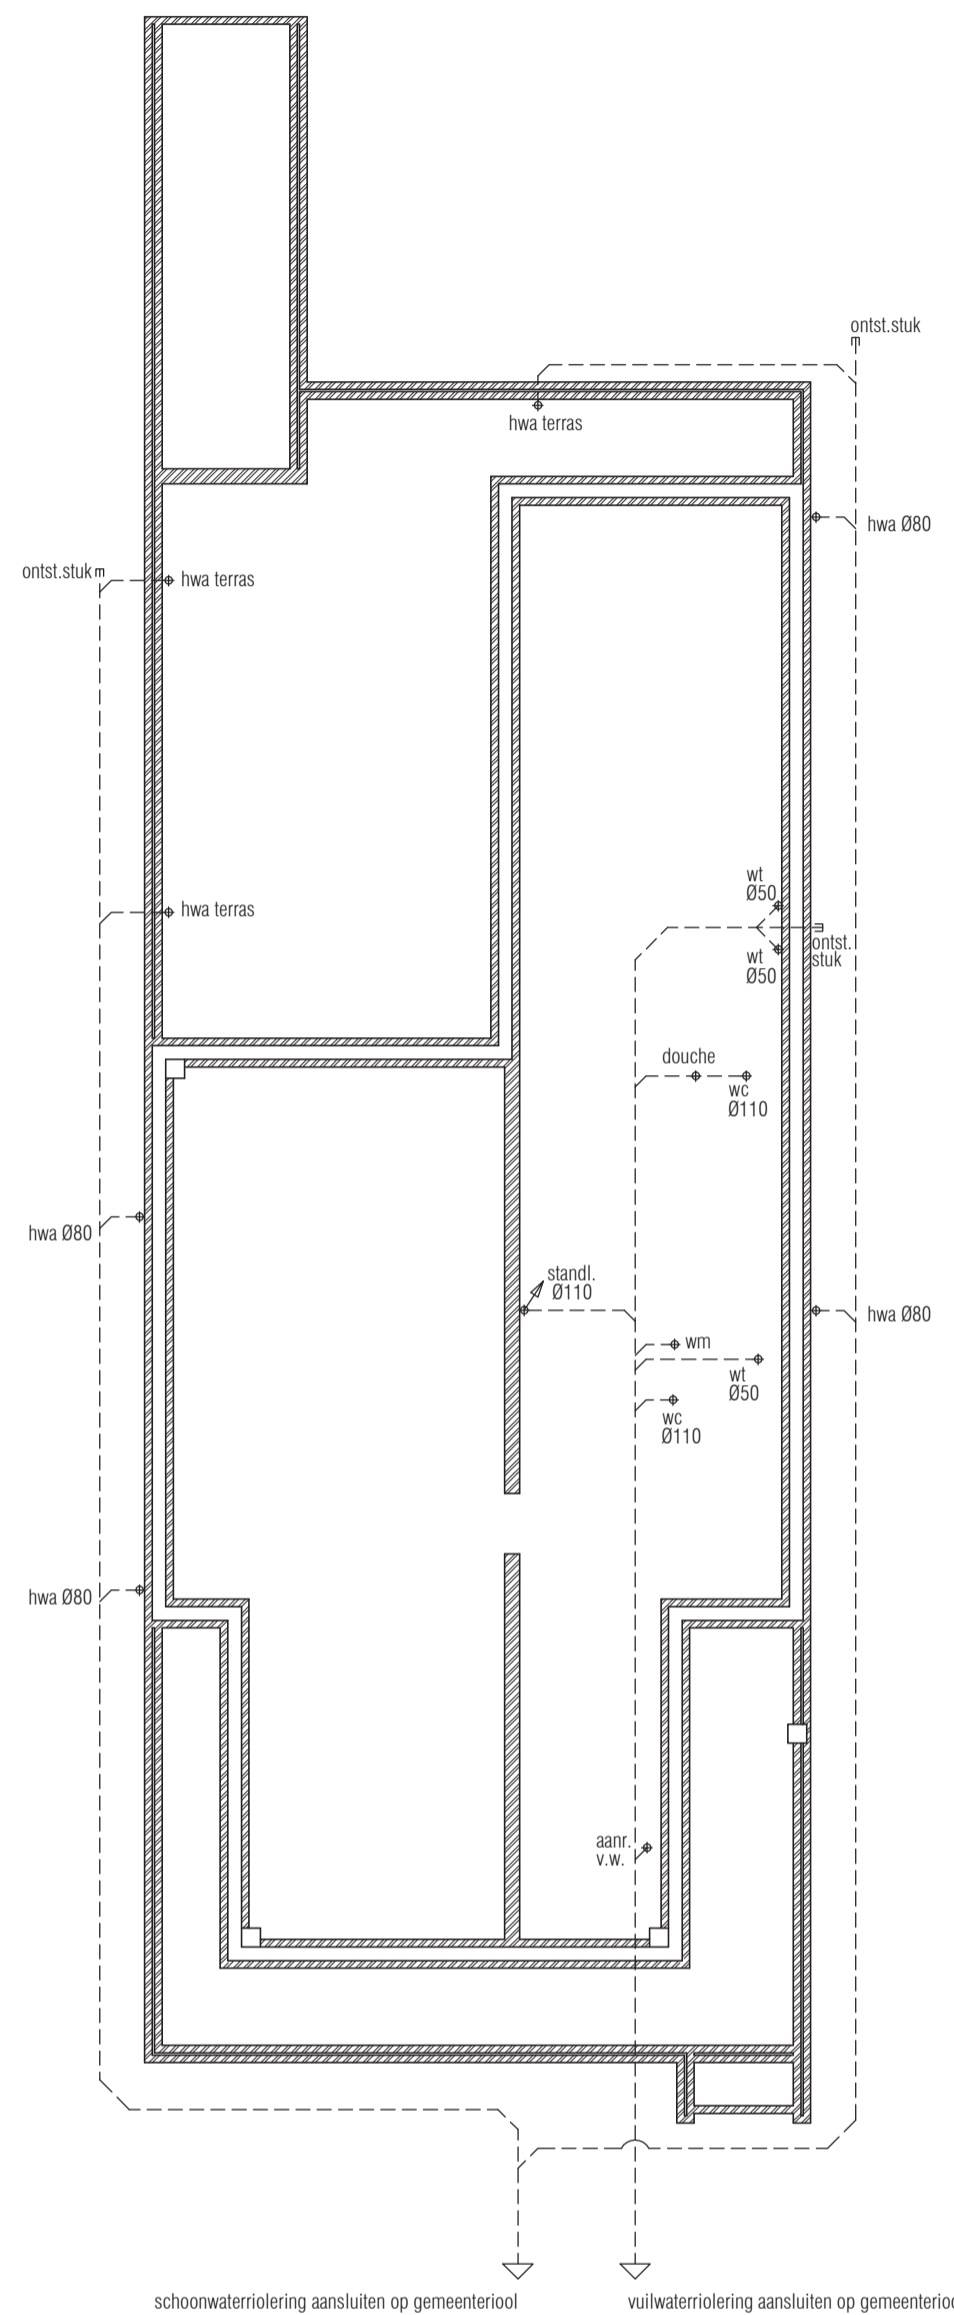 ontst.stuk
hwa terras
hwa Ø80
ontst.stuk
hwa terras
wt
Ø50
hwa terras
ontst.
stuk
wt
Ø50
douche
wc
Ø110
hwa Ø80
standl.
Ø110
hwa Ø80
wm
wt
Ø50
wc
Ø110
hwa Ø80
aanr.
v.w.
schoonwaterriolering aansluiten op gemeenteriool
vuilwaterriolering aansluiten op gemeenterioo